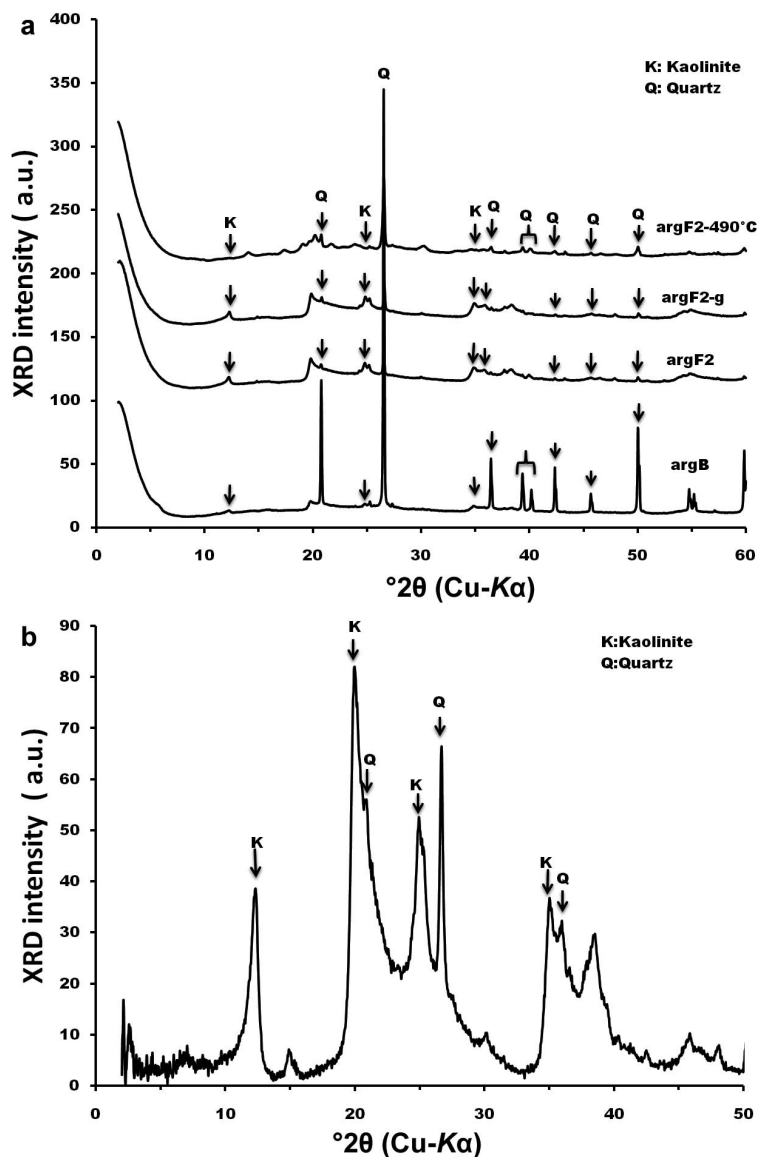 a
400
K: Kaolinite
Q: Quartz
Q
350
XRD intensity ( a.u.)
300
250
K Q K K Q Q Q Q Q
argF2-490°C
200
argF2-g
150
argF2
100
argB
50
0
0 10 20 30 40 50 60
°2θ (Cu-Kα)
b
90
K
K:Kaolinite
Q:Quartz
80
Q
70
Q
60
XRD intensity ( a.u.)
K
50
K
40
K Q
30
20
10
0
0 10 20 30 40 50
°2θ (Cu-Kα)